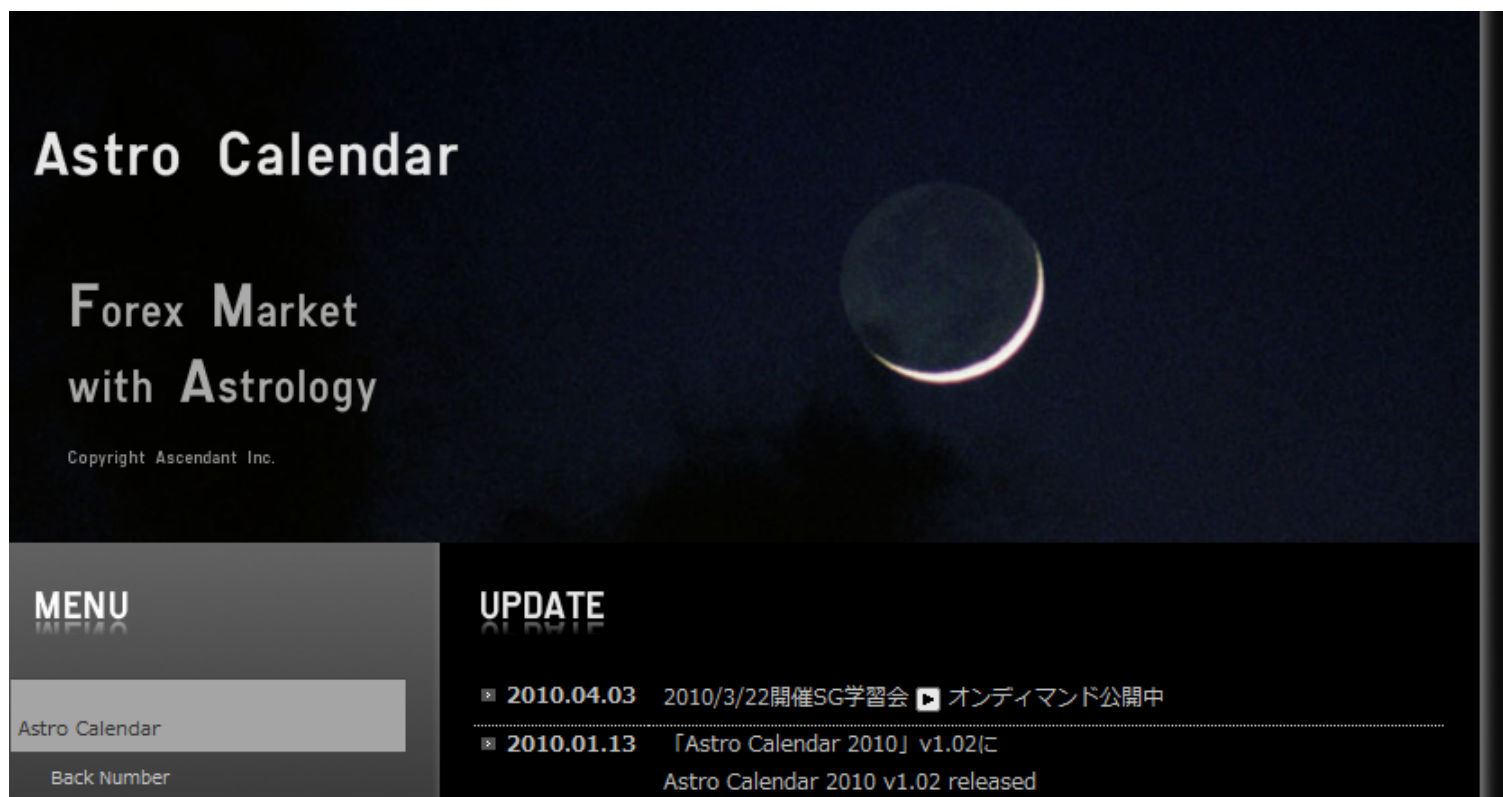 Astro Calendar
Forex Market
with Astrology
Copyright Ascendant Inc.
MENU
UPDATE
Astro Calendar
Back Number
2010.04.03 2010/3/22開催SG学習会 オンディマンド公開中
2010.01.13 「Astro Calendar 2010」v1.02に
Astro Calendar 2010 v1.02 released